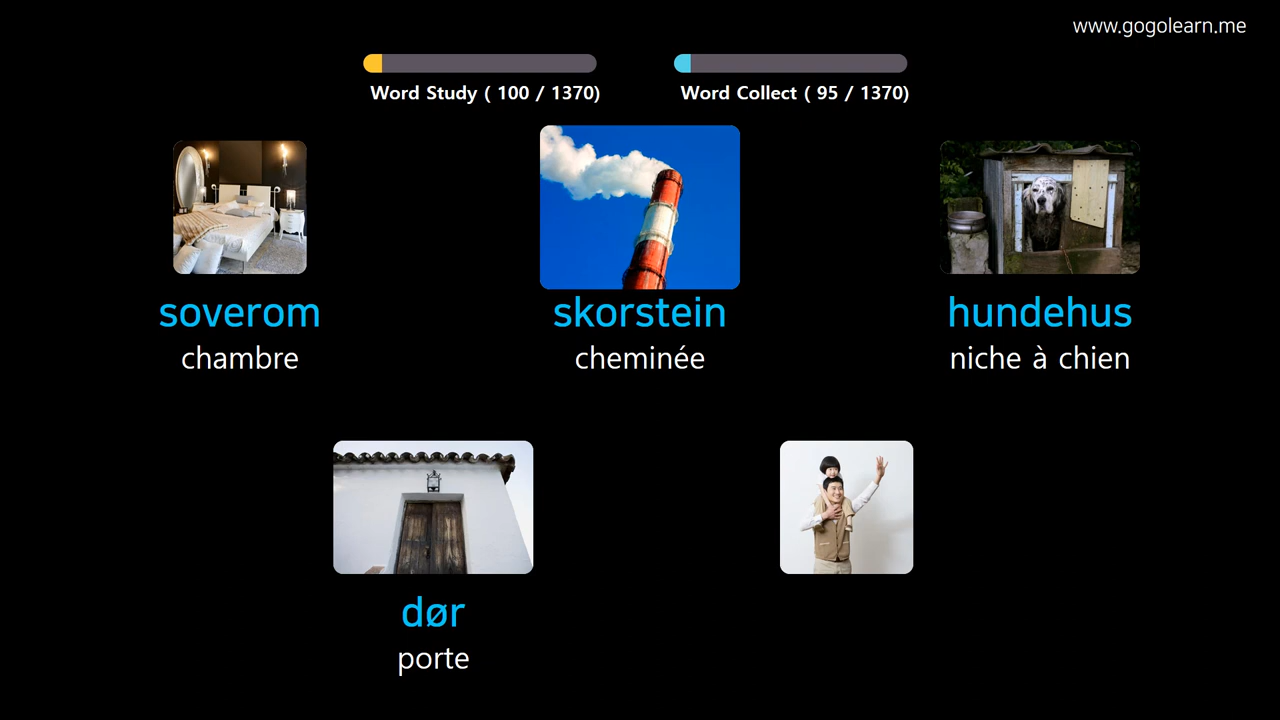 www.gogolearn.me
Word Study ( 100 / 1370)
Word Collect ( 95 / 1370)
soverom
chambre
skorstein
cheminée
hundehus
niche à chien
dør
porte